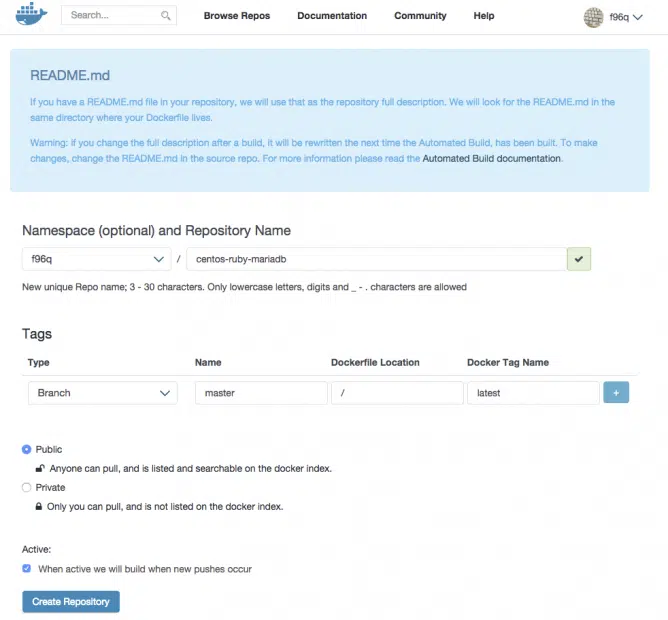 Search...
Browse Repos
Documentation
Community
Help
f96q
README.md
If you have a README.md file in your repository, we will use that as the repository full description. We will look for the README.md in the
same directory where your Dockerfile lives.
Warning: if you change the full description after a build, it will be rewritten the next time the Automated Build, has been built. To make
changes, change the README.md in the source repo. For more information please read the Automated Build documentation.
Namespace (optional) and Repository Name
f96q / centos-ruby-mariadb
New unique Repo name; 3 - 30 characters. Only lowercase letters, digits and _ - . characters are allowed
Tags
Type Name Dockerfile Location Docker Tag Name
Branch master / latest +
Public
Anyone can pull, and is listed and searchable on the docker index.
Private
Only you can pull, and is not listed on the docker index.
Active:
When active we will build when new pushes occur
Create Repository